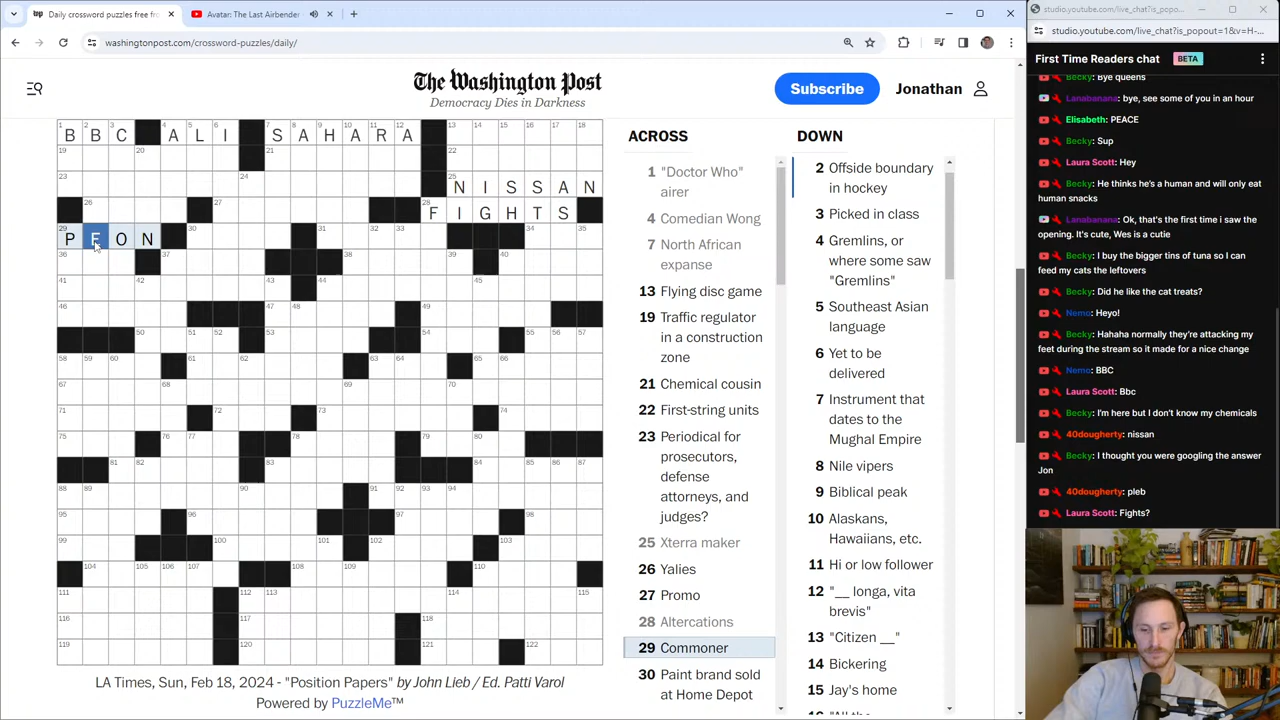 Daily crossword puzzles free fro
Avatar: The Last Airbender
washingtonpost.com/crossword-puzzles/daily/
The Washington Post
Democracy Dies in Darkness
Subscribe
Jonathan
B B C A L I S A H A R A
N I S S A N
F I G H T S
P E O N
ACROSS
1 "Doctor Who" airer
4 Comedian Wong
7 North African expanse
13 Flying disc game
19 Traffic regulator in a construction zone
21 Chemical cousin
22 First-string units
23 Periodical for prosecutors, defense attorneys, and judges?
25 Xterra maker
26 Yalies
27 Promo
28 Altercations
29 Commoner
30 Paint brand sold at Home Depot
DOWN
2 Offside boundary in hockey
3 Picked in class
4 Gremlins, or where some saw "Gremlins"
5 Southeast Asian language
6 Yet to be delivered
7 Instrument that dates to the Mughal Empire
8 Nile vipers
9 Biblical peak
10 Alaskans, Hawaiians, etc.
11 Hi or low follower
12 "__ longa, vita brevis"
13 "Citizen __"
14 Bickering
15 Jay's home
LA Times, Sun, Feb 18, 2024 - "Position Papers" by John Lieb / Ed. Patti Varol
Powered by PuzzleMe™
studio.youtube.com/live_chat?is_popo...
studio.youtube.com/live_chat?is_popout=1&v=H-...
First Time Readers chat BETA
Becky: Bye queens
Lanabanana: bye, see some of you in an hour
Elisabeth: PEACE
Becky: Sup
Laura Scott: Hey
Becky: He thinks he's a human and will only eat
human snacks
Lanabanana: Ok, that's the first time i saw the
opening. It's cute, Wes is a cutie
Becky: I buy the bigger tins of tuna so I can
feed my cats the leftovers
Becky: Did he like the cat treats?
Nemo: Heyo!
Becky: Hahaha normally they're attacking my
feet during the stream so it made for a nice change
Nemo: BBC
Laura Scott: Bbc
Becky: I'm here but I don't know my chemicals
40dougherty: nissan
Becky: I thought you were googling the answer
Jon
40dougherty: pleb
Laura Scott: Fights?